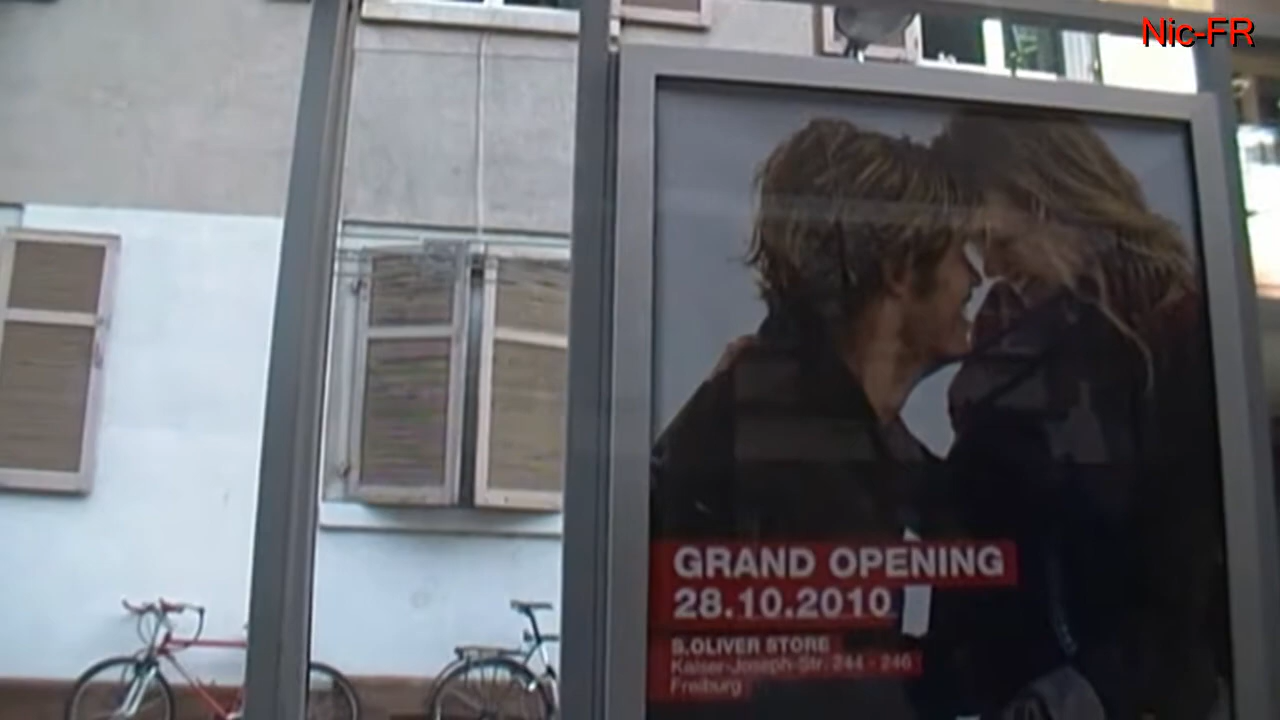 Nic-FR
GRAND OPENING
28.10.2010
S.OLIVER STORE
Kaiser-Joseph-Str. 244 - 246
Freiburg